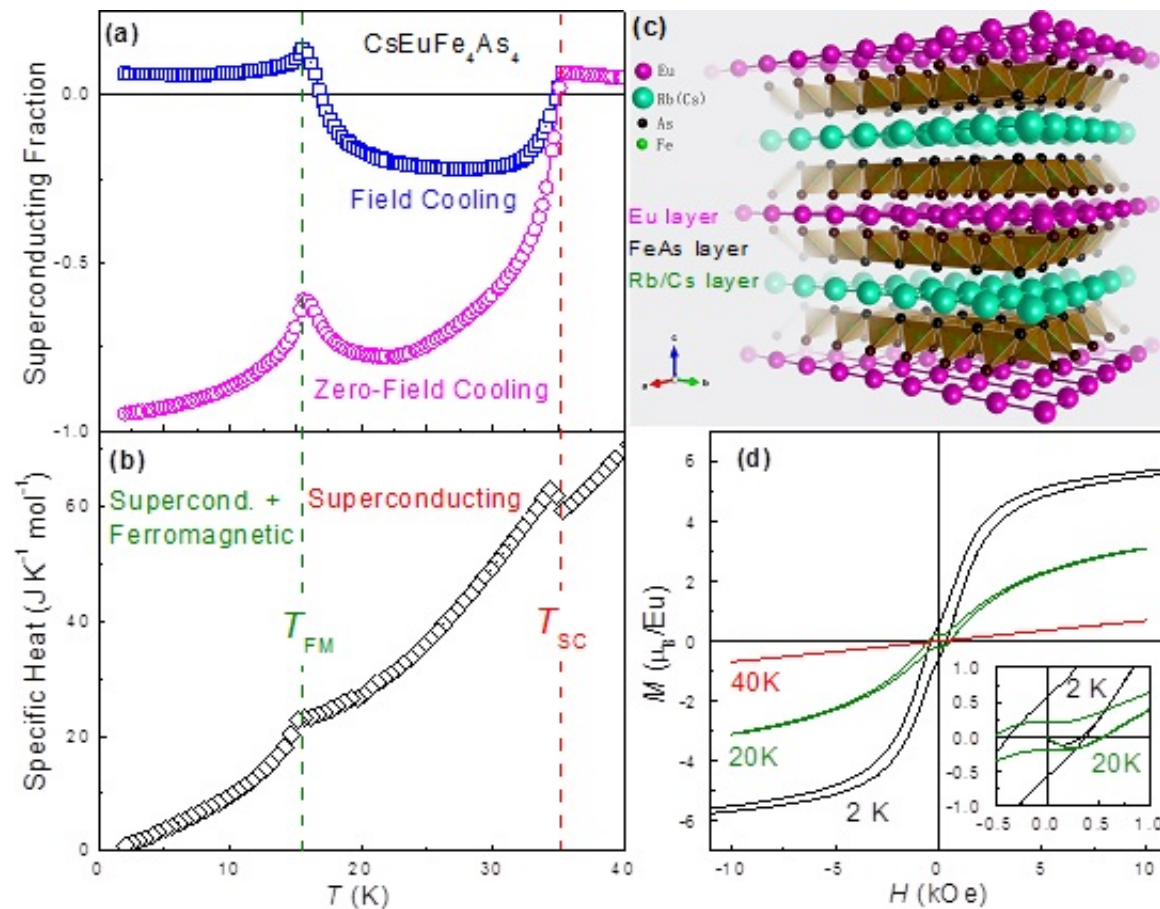 (a)
CsEuFe₄As₄
Superconducting Fraction
0.0
-0.5
-1.0
Field Cooling
Zero-Field Cooling
(b)
Supercond. +
Ferromagnetic
Superconducting
T_FM
T_SC
Specific Heat (J K⁻¹ mol⁻¹)
60
40
20
0
0 10 20 30 40
T (K)
(c)
Eu
Rb(Cs)
As
Fe
Eu layer
FeAs layer
Rb/Cs layer
c
a
b
(d)
M (μ_B/Eu)
6
4
2
0
-2
-4
-6
40K
20K
2 K
-10 -5 0 5 10
H (kOe)
1.0
0.5
0.0
-0.5
-1.0
2 K
20K
-0.5 0.0 0.5 1.0